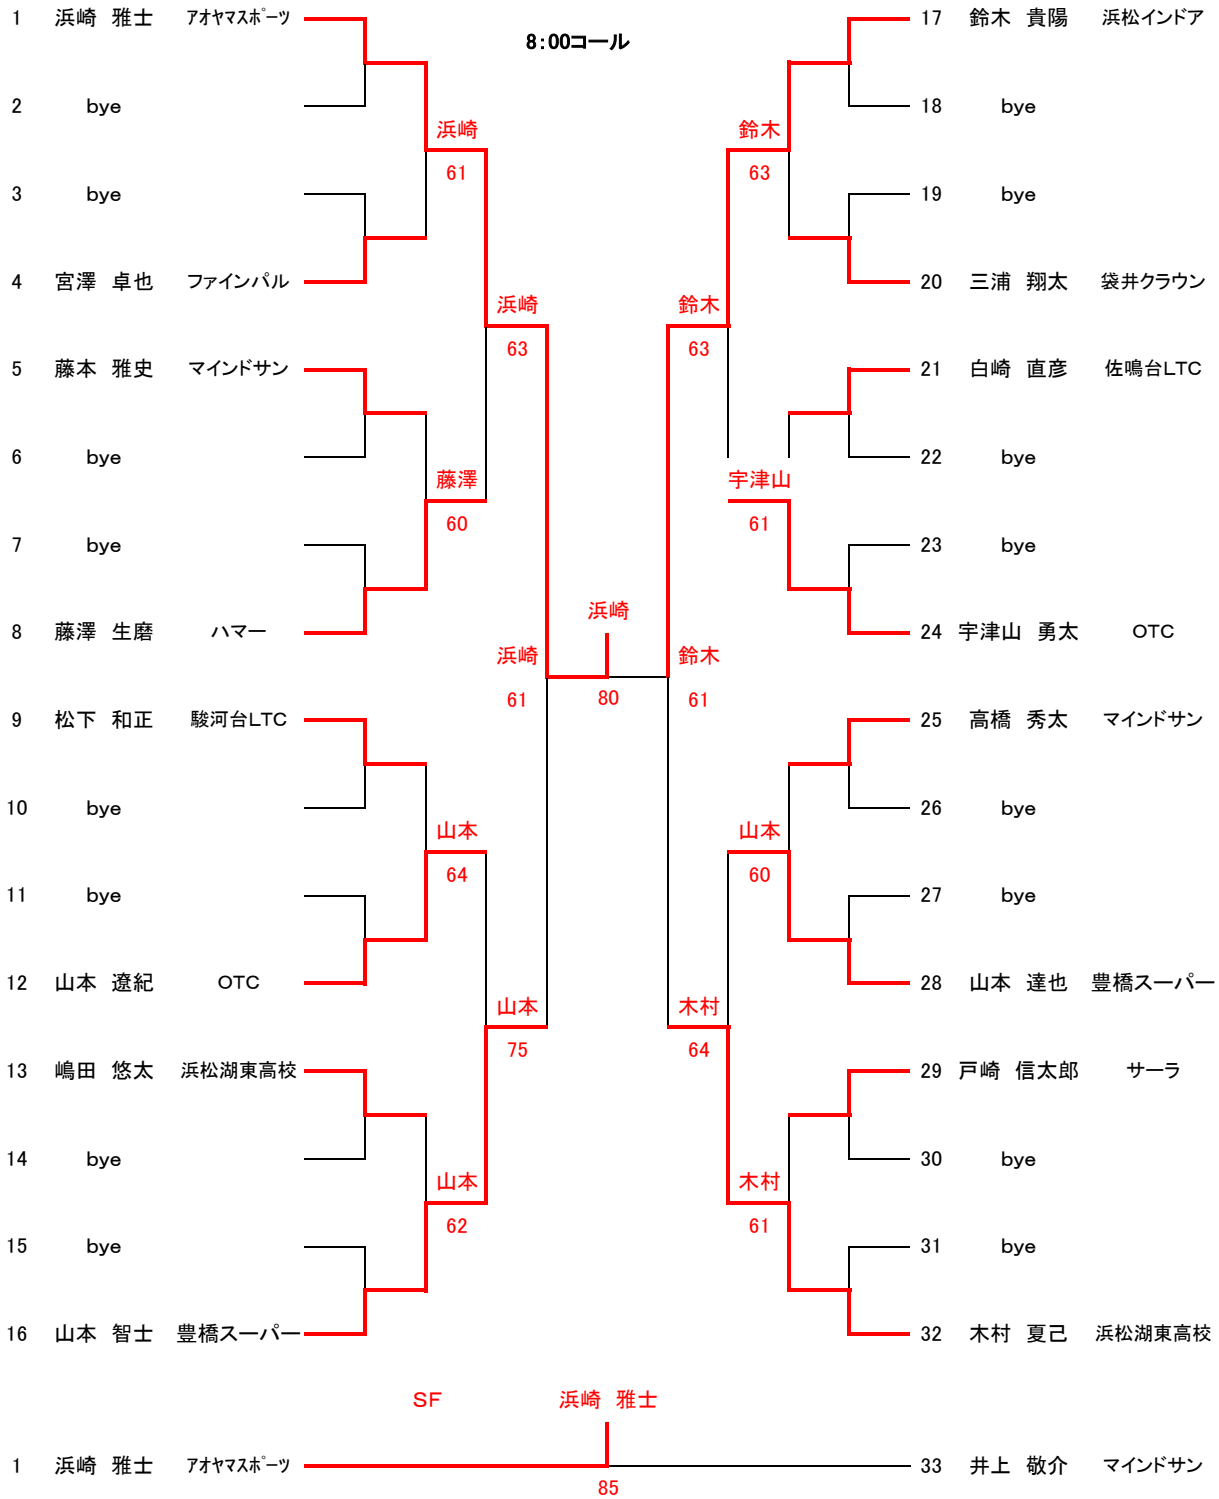 1 浜崎 雅士 アオヤマスポーツ
17 鈴木 貴陽 浜松インドア
8:00コール
2 bye
18 bye
浜崎
鈴木
61
63
3 bye
19 bye
4 宮澤 卓也 ファインパル
20 三浦 翔太 袋井クラウン
浜崎
鈴木
63
63
5 藤本 雅史 マインドサン
21 白崎 直彦 佐鳴台LTC
6 bye
22 bye
藤澤
宇津山
60
61
7 bye
23 bye
浜崎
8 藤澤 生磨 ハマー
24 宇津山 勇太 OTC
浜崎
鈴木
61
80
61
9 松下 和正 駿河台LTC
25 高橋 秀太 マインドサン
10 bye
26 bye
山本
山本
64
60
11 bye
27 bye
12 山本 遼紀 OTC
28 山本 達也 豊橋スーパー
山本
木村
75
64
13 嶋田 悠太 浜松湖東高校
29 戸崎 信太郎 サーラ
14 bye
30 bye
山本
木村
62
61
15 bye
31 bye
16 山本 智士 豊橋スーパー
32 木村 夏己 浜松湖東高校
SF
浜崎 雅士
1 浜崎 雅士 アオヤマスポーツ
33 井上 敬介 マインドサン
85